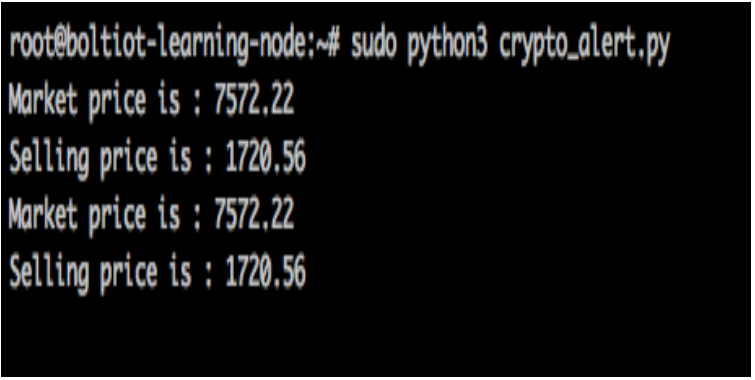 root@boltiot-learning-node:~# sudo python3 crypto_alert.py
Market price is : 7572.22
Selling price is : 1720.56
Market price is : 7572.22
Selling price is : 1720.56